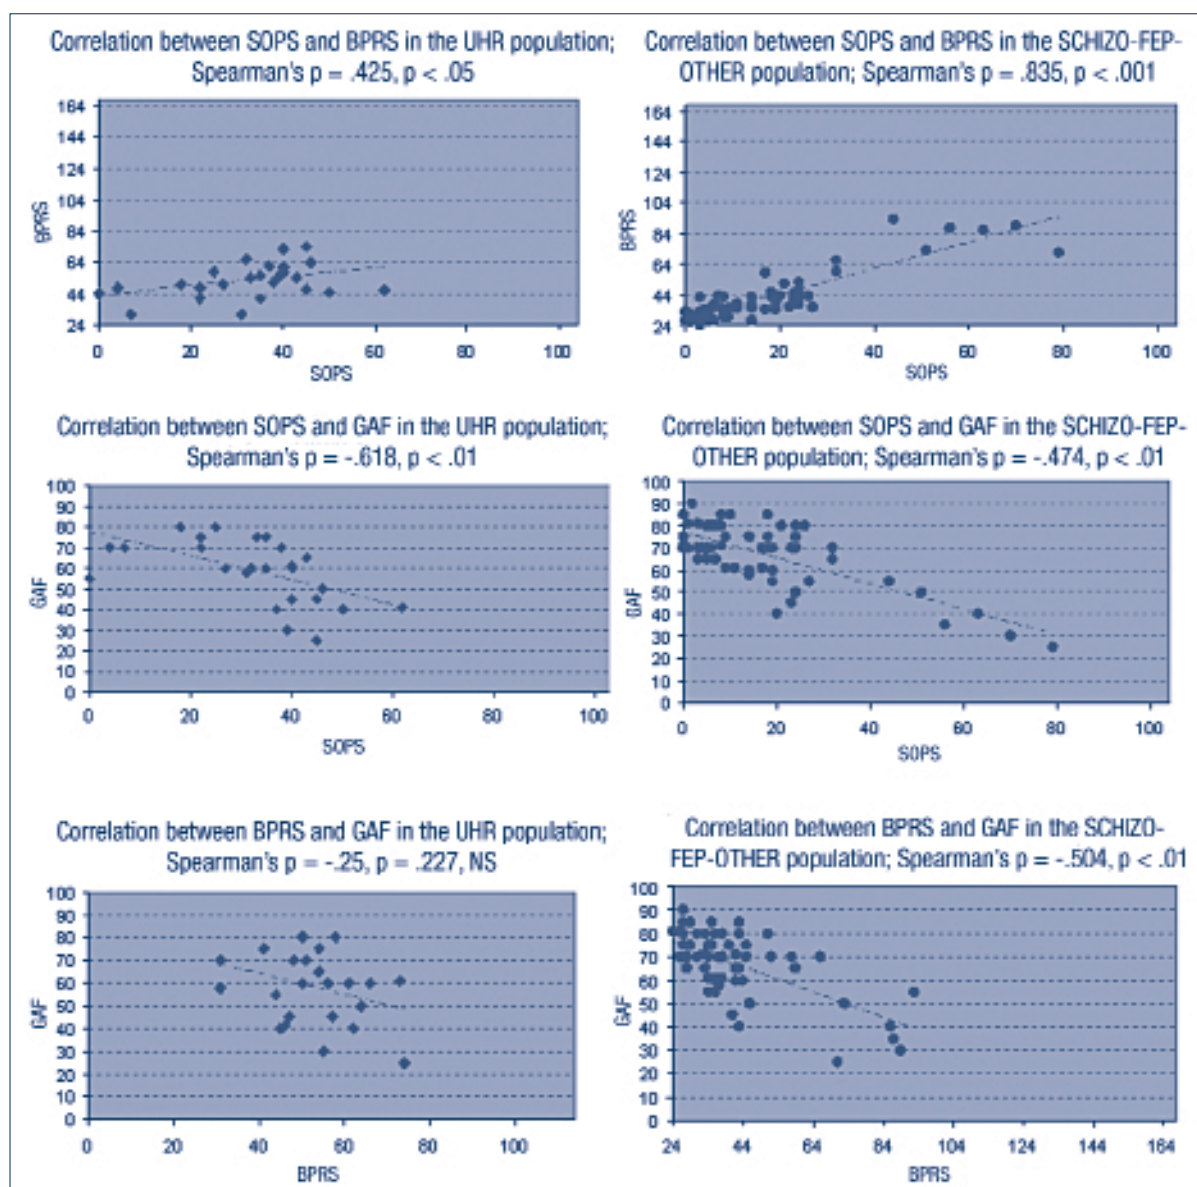 Correlation between SOPS and BPRS in the UHR population;
Spearman's p = .425, p < .05
164
144
124
104
84
64
44
24
BPRS
0 20 40 60 80 100
SOPS
Correlation between SOPS and BPRS in the SCHIZO-FEP-
OTHER population; Spearman's p = .835, p < .001
164
144
124
104
84
64
44
24
BPRS
0 20 40 60 80 100
SOPS
Correlation between SOPS and GAF in the UHR population;
Spearman's p = -.618, p < .01
100
90
80
70
60
50
40
30
20
10
0
GAF
0 20 40 60 80 100
SOPS
Correlation between SOPS and GAF in the SCHIZO-FEP-
OTHER population; Spearman's p = -.474, p < .01
100
90
80
70
60
50
40
30
20
10
0
GAF
0 20 40 60 80 100
SOPS
Correlation between BPRS and GAF in the UHR population;
Spearman's p = -.25, p = .227, NS
100
90
80
70
60
50
40
30
20
10
0
GAF
0 20 40 60 80 100
BPRS
Correlation between BPRS and GAF in the SCHIZO-
FEP-OTHER population; Spearman's p = -.504, p < .01
100
90
80
70
60
50
40
30
20
10
0
GAF
24 44 64 84 104 124 144 164
BPRS